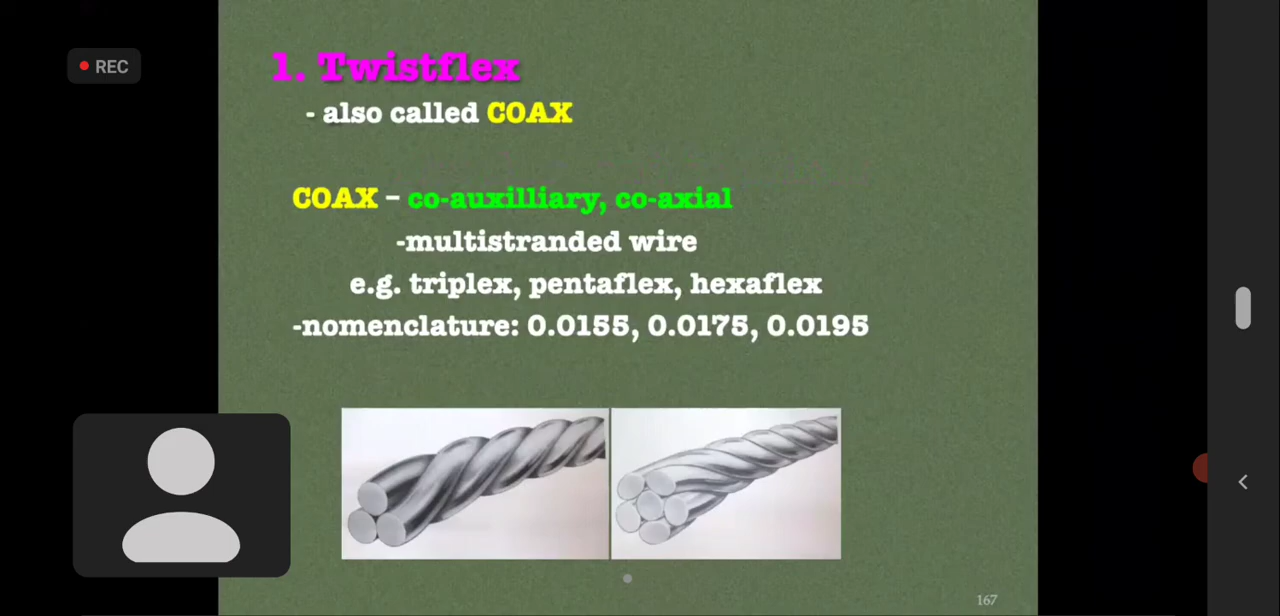 REC
1. Twistflex
- also called COAX
COAX – co-auxilliary, co-axial
-multistranded wire
e.g. triplex, pentaflex, hexaflex
-nomenclature: 0.0155, 0.0175, 0.0195
167